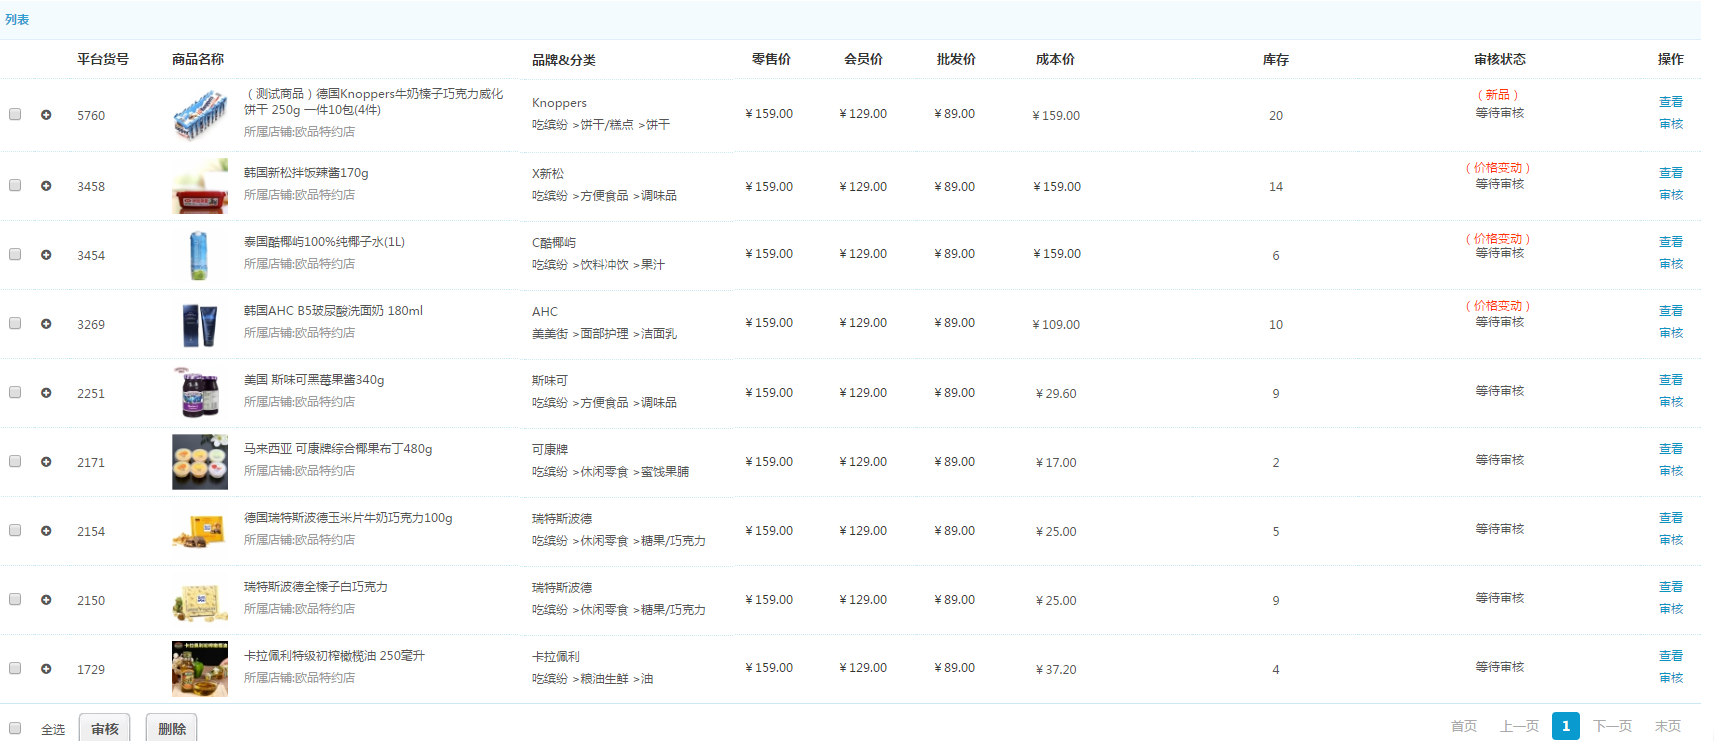 列表
平台货号 商品名称 品牌&分类 零售价 会员价 批发价 成本价 库存 审核状态 操作
5760 (测试商品)德国Knoppers牛奶榛子巧克力威化
饼干 250g 一件10包(4件)
所属店铺:欧品特约店
Knoppers
吃缤纷 >饼干/糕点 >饼干
¥159.00 ¥129.00 ¥89.00 ¥159.00 20
(新品)
等待审核
查看
审核
3458 韩国新松拌饭辣酱170g
所属店铺:欧品特约店
X新松
吃缤纷 >方便食品 >调味品
¥159.00 ¥129.00 ¥89.00 ¥159.00 14
(价格变动)
等待审核
查看
审核
3454 泰国酷椰屿100%纯椰子水(1L)
所属店铺:欧品特约店
C酷椰屿
吃缤纷 >饮料冲饮 >果汁
¥159.00 ¥129.00 ¥89.00 ¥159.00 6
(价格变动)
等待审核
查看
审核
3269 韩国AHC B5玻尿酸洗面奶 180ml
所属店铺:欧品特约店
AHC
美美街 >面部护理 >洁面乳
¥159.00 ¥129.00 ¥89.00 ¥109.00 10
(价格变动)
等待审核
查看
审核
2251 美国 斯味可黑莓果酱340g
所属店铺:欧品特约店
斯味可
吃缤纷 >方便食品 >调味品
¥159.00 ¥129.00 ¥89.00 ¥29.60 9
等待审核
查看
审核
2171 马来西亚 可康牌综合椰果布丁480g
所属店铺:欧品特约店
可康牌
吃缤纷 >休闲零食 >蜜饯果脯
¥159.00 ¥129.00 ¥89.00 ¥17.00 2
等待审核
查看
审核
2154 德国瑞特斯波德玉米片牛奶巧克力100g
所属店铺:欧品特约店
瑞特斯波德
吃缤纷 >休闲零食 >糖果/巧克力
¥159.00 ¥129.00 ¥89.00 ¥25.00 5
等待审核
查看
审核
2150 瑞特斯波德全榛子白巧克力
所属店铺:欧品特约店
瑞特斯波德
吃缤纷 >休闲零食 >糖果/巧克力
¥159.00 ¥129.00 ¥89.00 ¥25.00 9
等待审核
查看
审核
1729 卡拉佩利特级初榨橄榄油 250毫升
所属店铺:欧品特约店
卡拉佩利
吃缤纷 >粮油生鲜 >油
¥159.00 ¥129.00 ¥89.00 ¥37.20 4
等待审核
查看
审核
全选 审核 删除 首页 上一页 1 下一页 末页